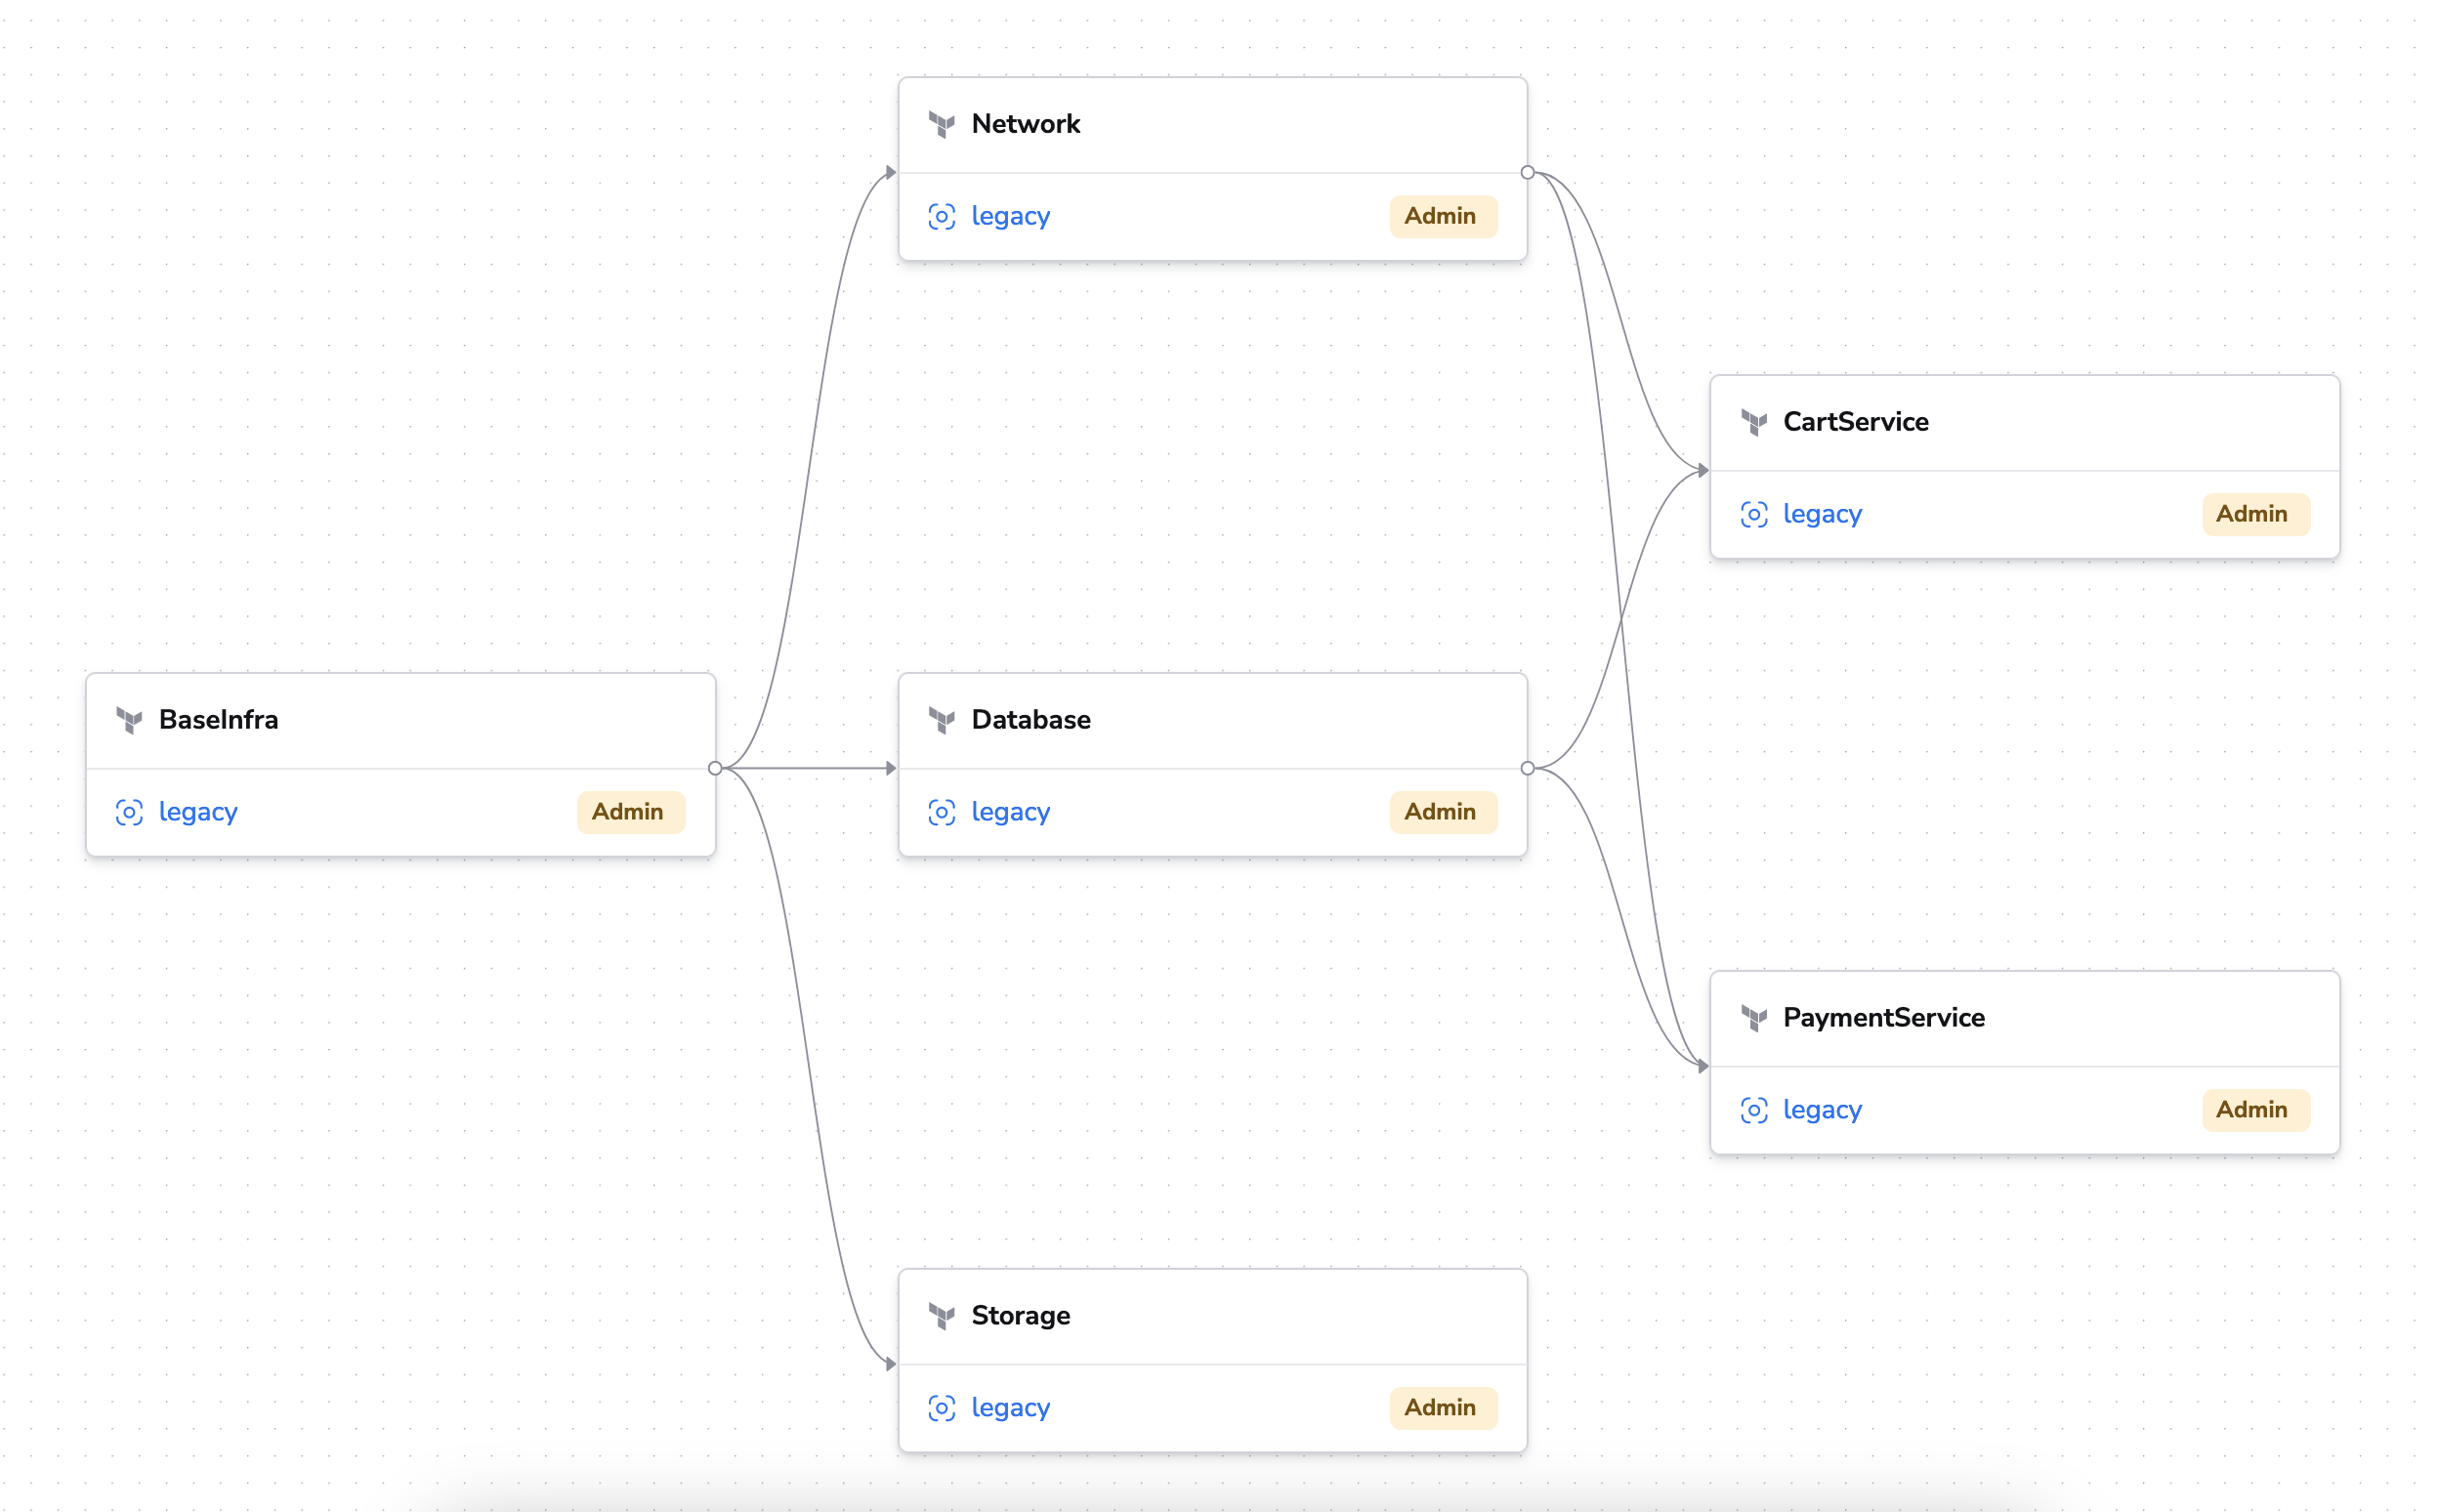 Network
legacy Admin
CartService
legacy Admin
BaseInfra
legacy Admin
Database
legacy Admin
PaymentService
legacy Admin
Storage
legacy Admin